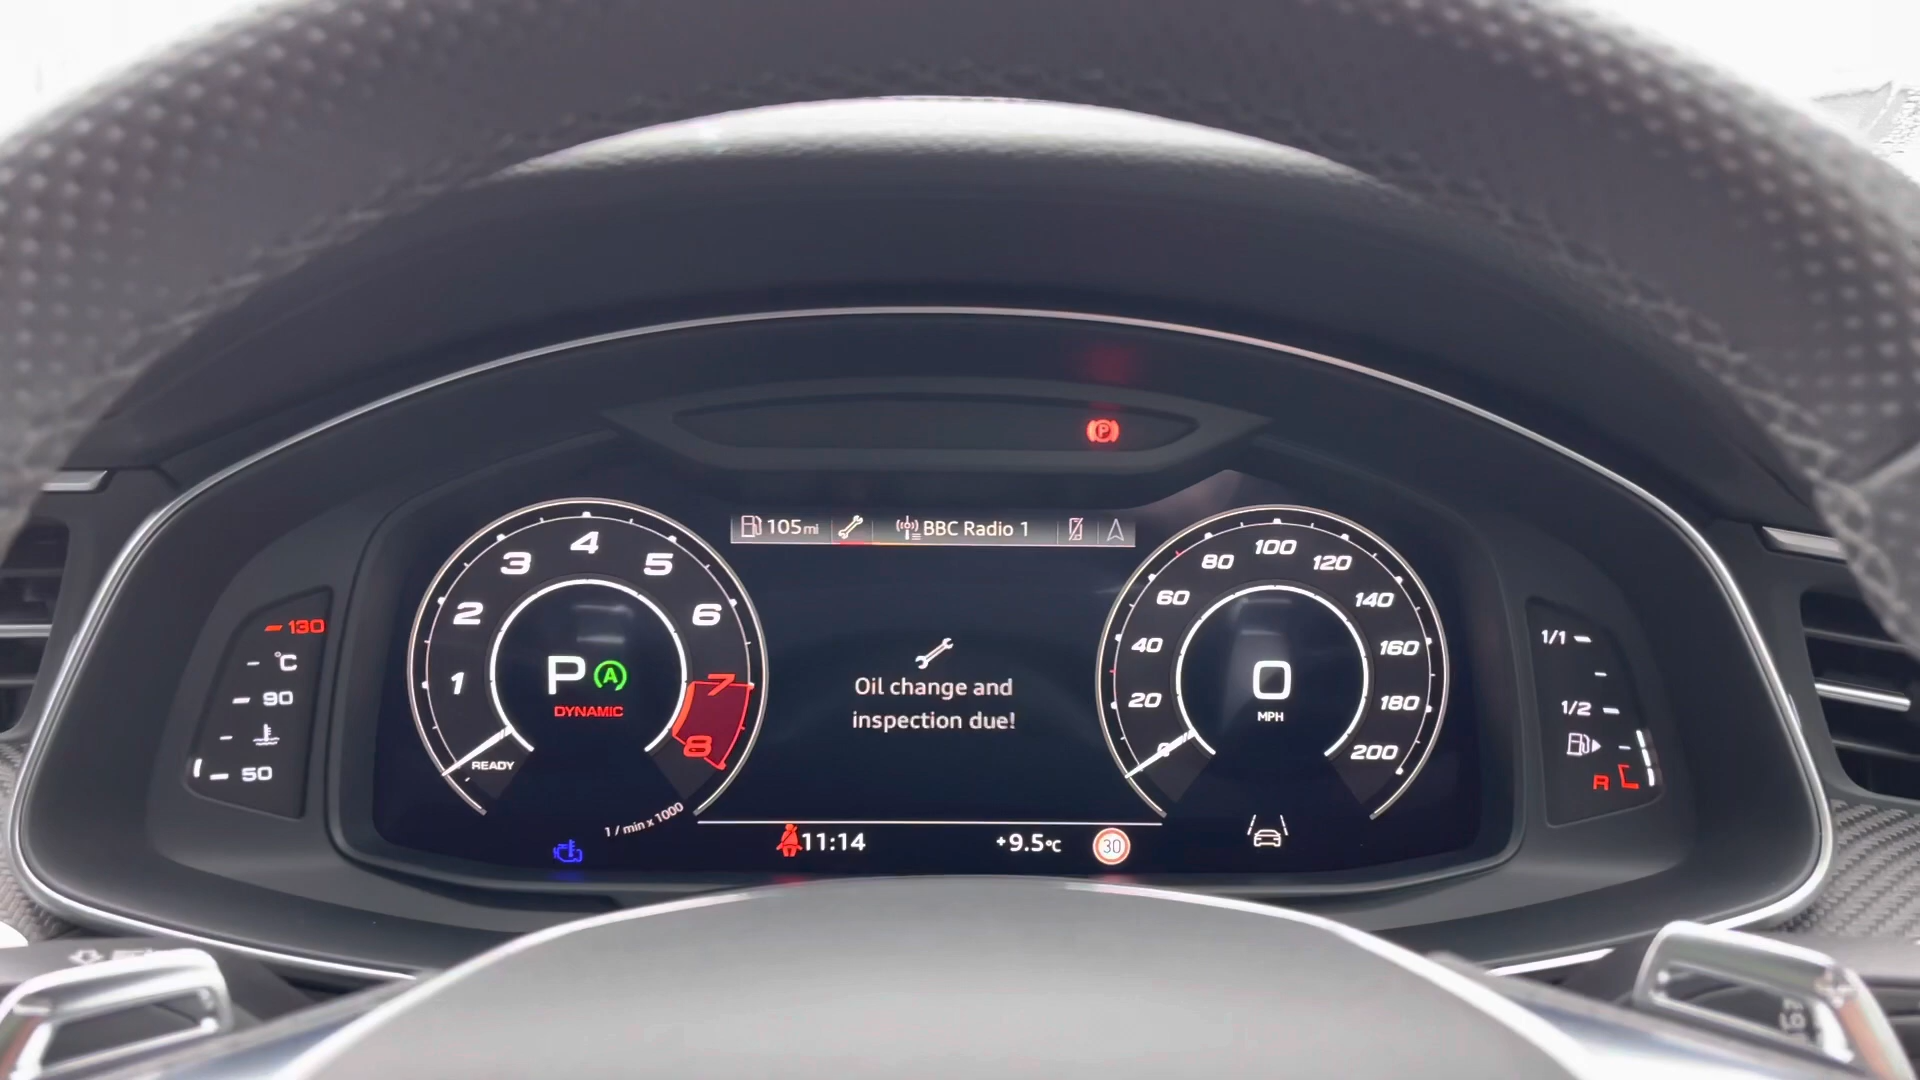 105mi
BBC Radio 1
1
2
3
4
5
6
7
8
P A
DYNAMIC
READY
1 / min x 1000
Oil change and
inspection due!
0
20
40
60
80
100
120
140
160
180
200
0
MPH
130
°C
90
50
1/1
1/2
R
P
11:14
+9.5°C
30